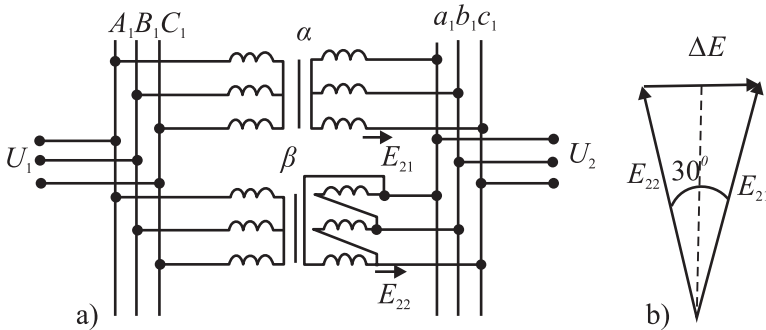 A₁B₁C₁ α a₁b₁c₁
ΔE
U₁ E₂₁ U₂
β
E₂₂ 30⁰ E₂₁
E₂₂
a) b)